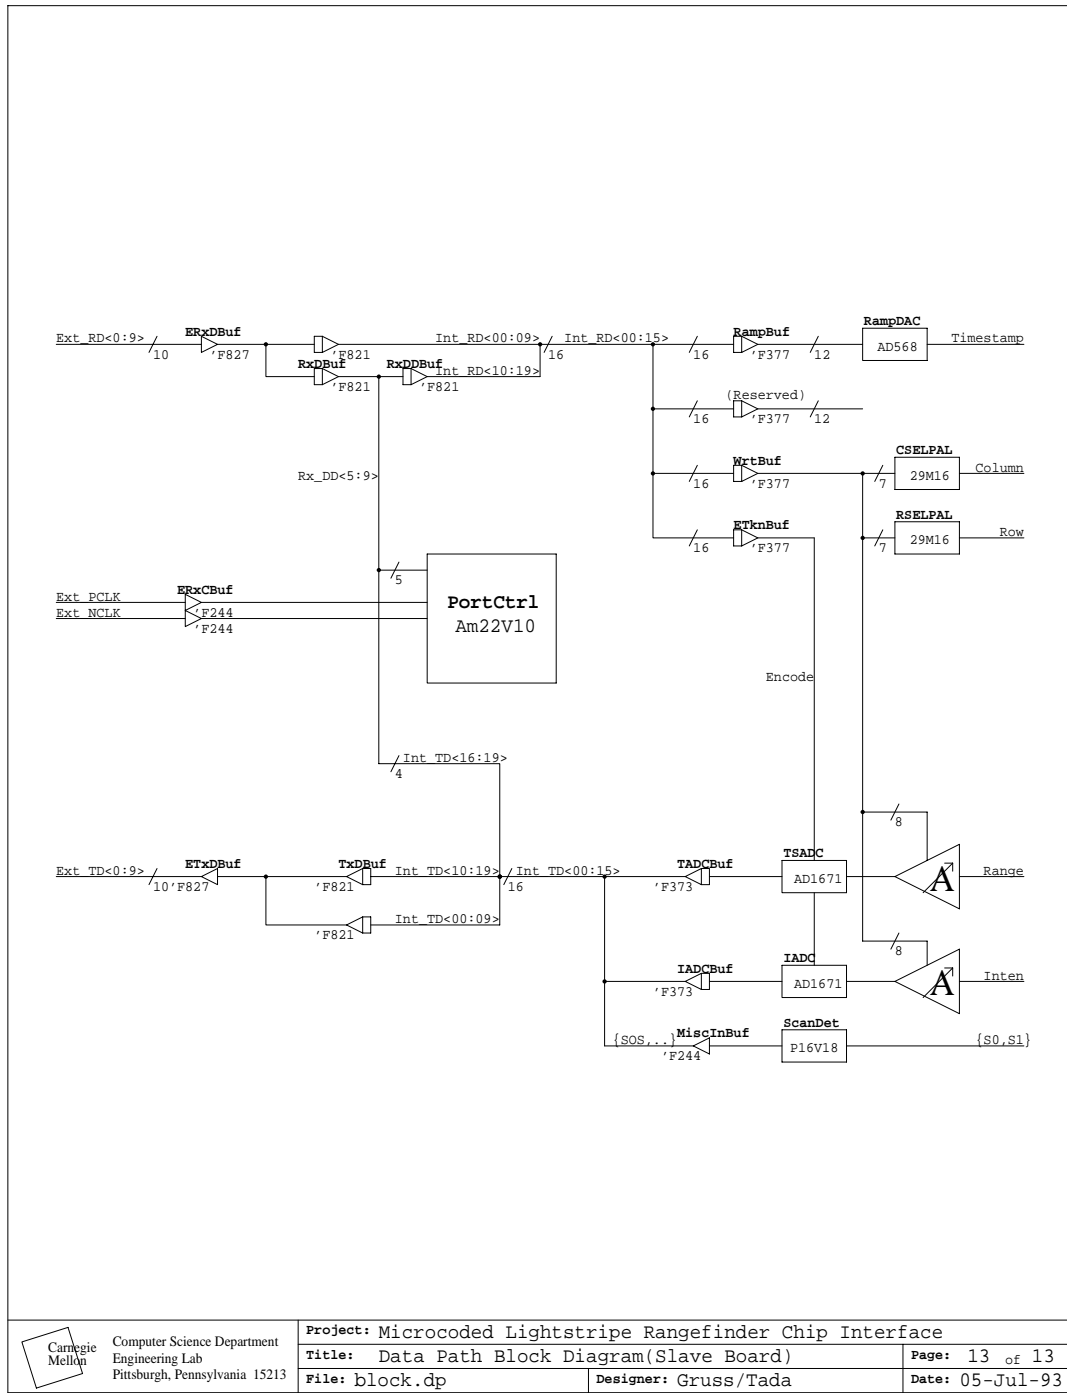 ERxDBuf
Ext_RD<0:9>
10
'F827
'F821
Int_RD<00:09>
16
Int_RD<00:15>
16
RampBuf
'F377
12
RampDAC
AD568
Timestamp
RxDBuf
'F821
RxDDBuf
'F821
Int_RD<10:19>
(Reserved)
16
'F377
12
Rx_DD<5:9>
WrtBuf
16
'F377
CSELPAL
7
29M16
Column
ETknBuf
16
'F377
RSELPAL
7
29M16
Row
5
ERxCBuf
Ext_PCLK
'F244
Ext_NCLK
'F244
PortCtrl
Am22V10
Encode
Int_TD<16:19>
4
8
ETxDBuf
Ext_TD<0:9>
10
'F827
TxDBuf
'F821
Int_TD<10:19>
16
Int_TD<00:15>
TADCBuf
'F373
TSADC
AD1671
A
Range
'F821
Int_TD<00:09>
8
IADCBuf
'F373
IADC
AD1671
A
Inten
{SOS,..}
MiscInBuf
'F244
ScanDet
P16V18
{S0,S1}
Carnegie
Mellon
Computer Science Department
Engineering Lab
Pittsburgh, Pennsylvania 15213
Project: Microcoded Lightstripe Rangefinder Chip Interface
Title: Data Path Block Diagram(Slave Board)
Page: 13 of 13
File: block.dp
Designer: Gruss/Tada
Date: 05-Jul-93